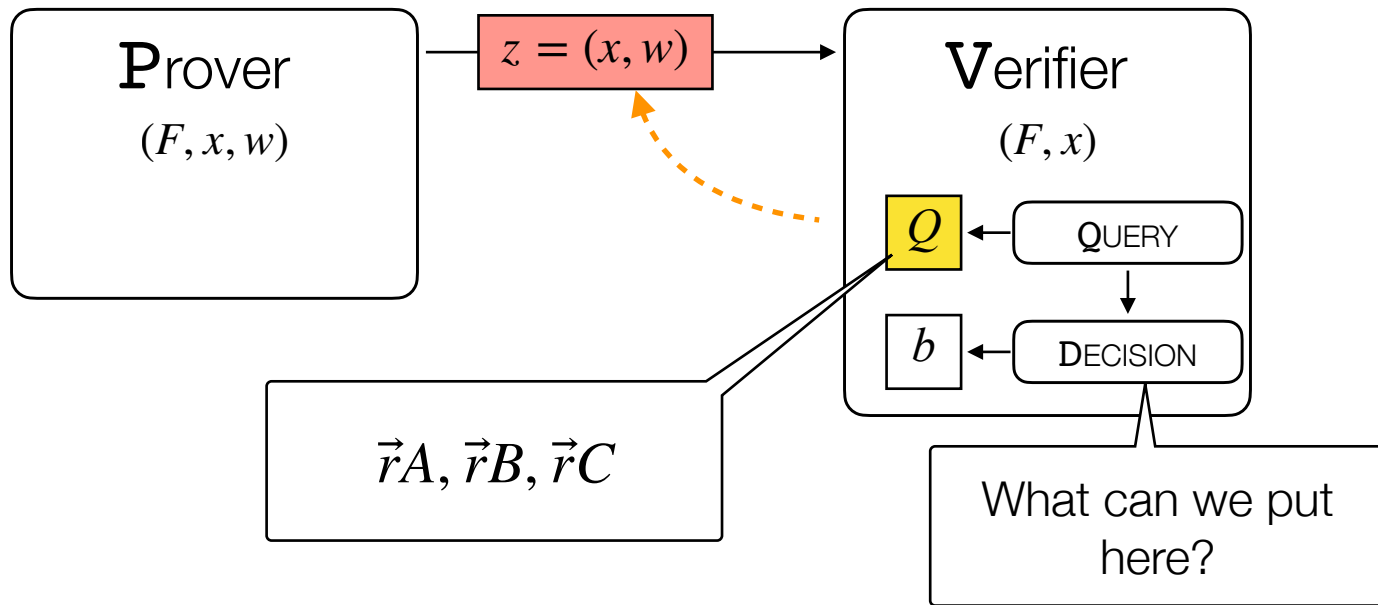 Prover
(F, x, w)
z = (x, w)
Verifier
(F, x)
Q
QUERY
b
DECISION
r⃗A, r⃗B, r⃗C
What can we put
here?